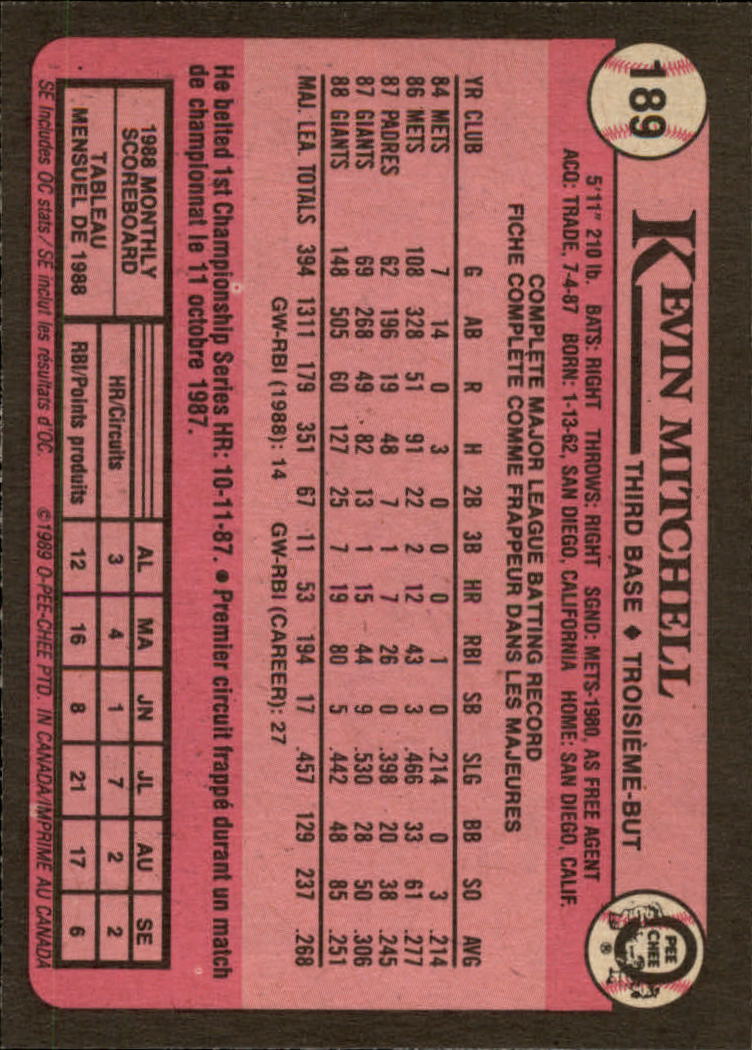 189
KEVIN MITCHELL
THIRD BASE ♦ TROISIÈME-BUT
PEE
CHEE
®
5'11" 210 lb. BATS: RIGHT THROWS: RIGHT SGND: METS-1980, AS FREE AGENT
ACQ: TRADE, 7-4-87 BORN: 1-13-62, SAN DIEGO, CALIFORNIA HOME: SAN DIEGO, CALIF.
COMPLETE MAJOR LEAGUE BATTING RECORD
FICHE COMPLETE COMME FRAPPEUR DANS LES MAJEURES
YR CLUB G AB R H 2B 3B HR RBI SB SLG BB SO AVG
84 METS 7 14 0 3 0 0 0 1 0 .214 0 3 .214
86 METS 108 328 51 91 22 2 12 43 3 .466 33 61 .277
87 PADRES 62 196 19 48 7 1 7 26 0 .398 20 38 .245
87 GIANTS 69 268 49 82 13 1 15 44 9 .530 28 50 .306
88 GIANTS 148 505 60 127 25 7 19 80 5 .442 48 85 .251
MAJ. LEA. TOTALS 394 1311 179 351 67 11 53 194 17 .457 129 237 .268
GW-RBI (1988): 14 GW-RBI (CAREER): 27
He belted 1st Championship Series HR: 10-11-87. ● Premier circuit frappé durant un match
de championnat le 11 octobre 1987.
1988 MONTHLY
SCOREBOARD
TABLEAU
MENSUEL DE 1988
AL MA JN JL AU SE
HR/Circuits 3 4 1 7 2 2
RBI/Points produits 12 16 8 21 17 6
SE includes OC stats / SE inclut les résultats d'OC. ©1989 O-PEE-CHEE PTD. IN CANADA/IMPRIMÉ AU CANADA